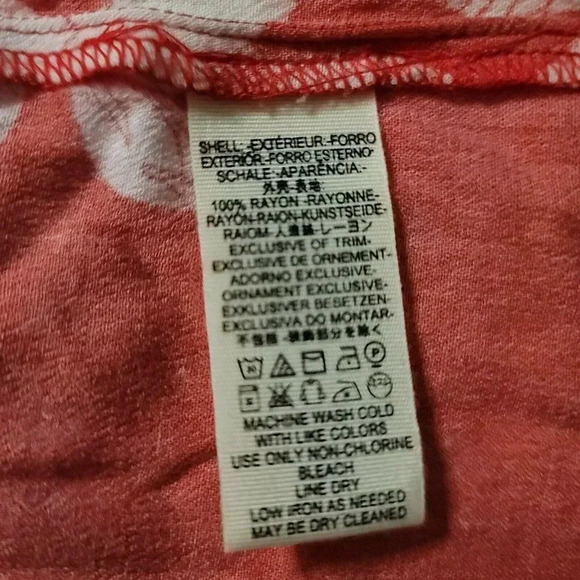 SHELL:-EXTÉRIEUR:-FORRO
EXTERIOR:-FORRO ESTERNO-
SCHALE:-APARÊNCIA:-
外壳-表地:
100% RAYON -RAYONNE-
RAYÓN-RAION-KUNSTSEIDE-
RAIOM-人造絲-レーヨン
EXCLUSIVE OF TRIM-
EXCLUSIVE DE ORNEMENT-
ADORNO EXCLUSIVE-
ORNAMENT EXCLUSIVE-
EXKLUSIVER BESETZEN-
EXCLUSIVA DO MONTAR-
MACHINE WASH COLD
WITH LIKE COLORS
USE ONLY NON-CHLORINE
BLEACH
LINE DRY
LOW IRON AS NEEDED
MAY BE DRY CLEANED